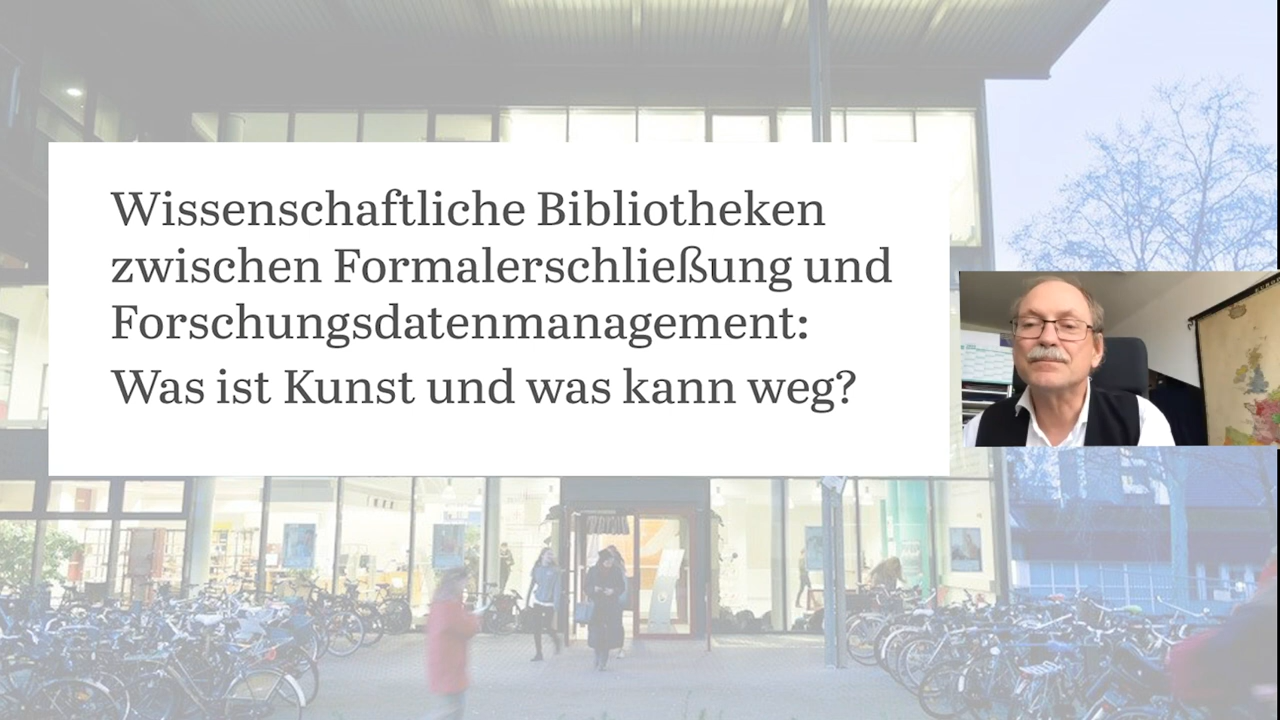 Wissenschaftliche Bibliotheken
zwischen Formalerschließung und
Forschungsdatenmanagement:
Was ist Kunst und was kann weg?